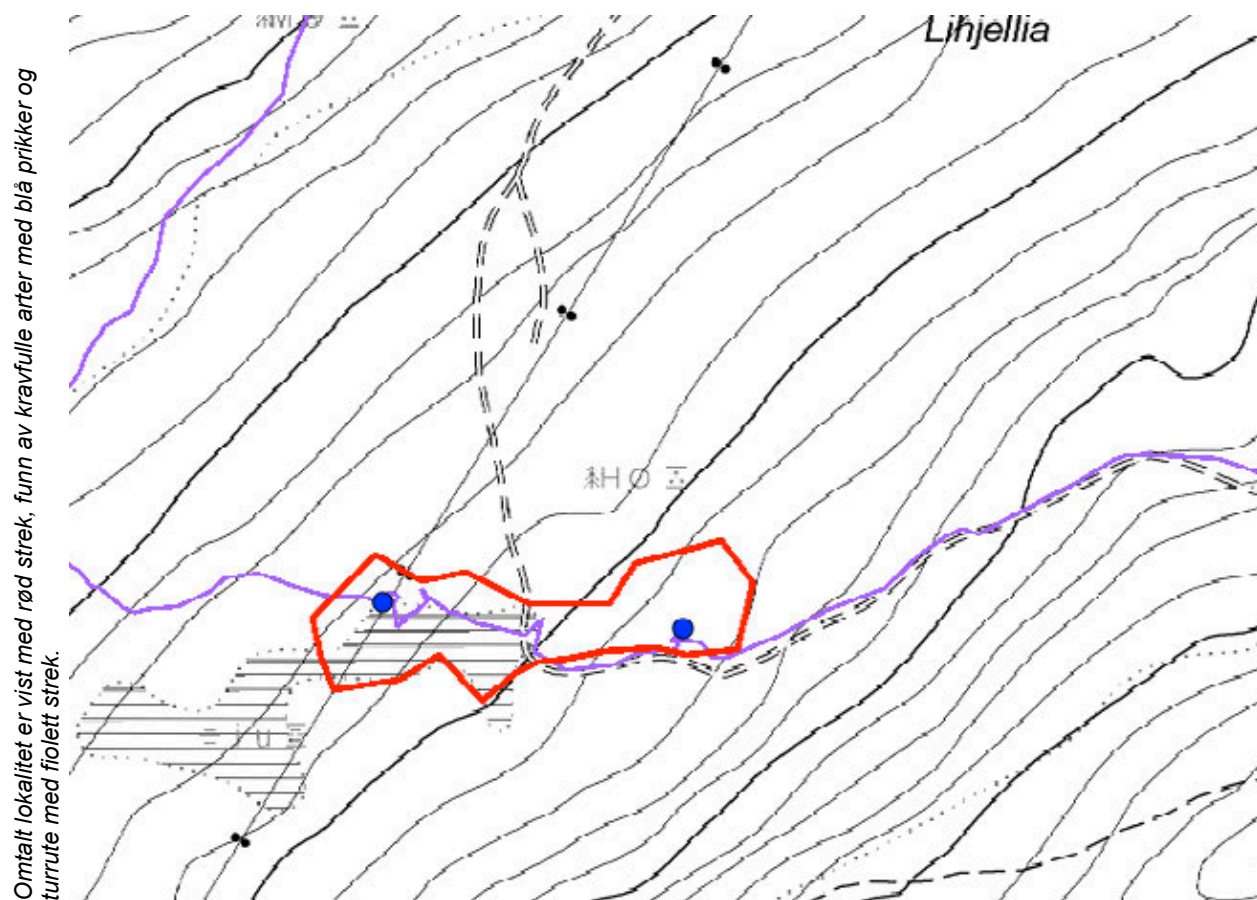 Omtalt lokalitet er vist med rød strek, funn av kravfulle arter med blå prikker og
turrute med fiolett strek.
Lihjellia
H Ø